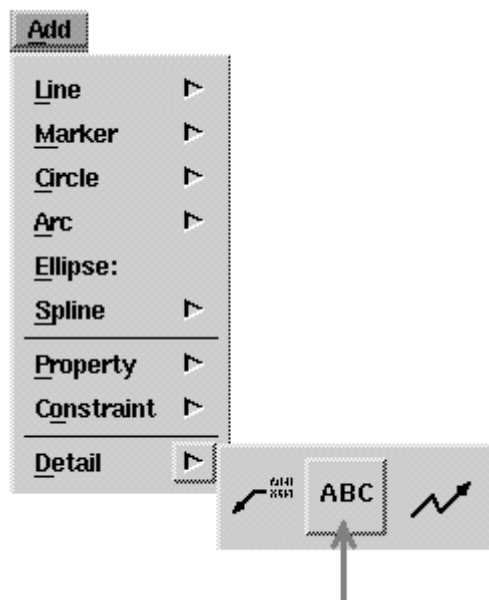 Add
Line
Marker
Circle
Arc
Ellipse:
Spline
Property
Constraint
Detail
ABC